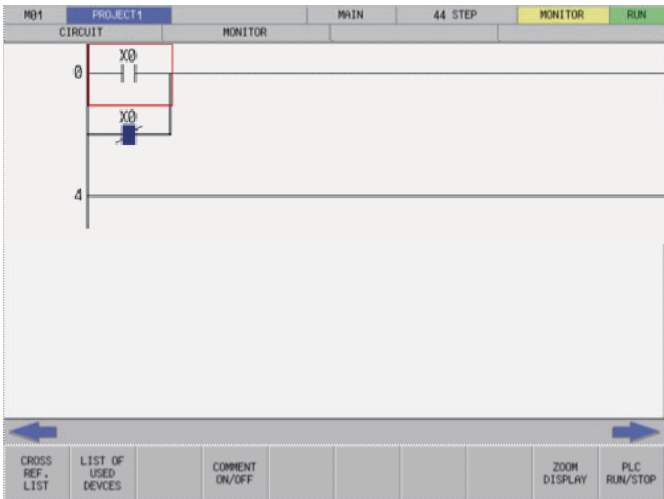 M01 PROJECT1 MAIN 44 STEP MONITOR RUN
CIRCUIT MONITOR
X0
0
X0
4
CROSS LIST OF
REF. USED COMMENT ZOOM PLC
LIST DEVCES ON/OFF DISPLAY RUN/STOP